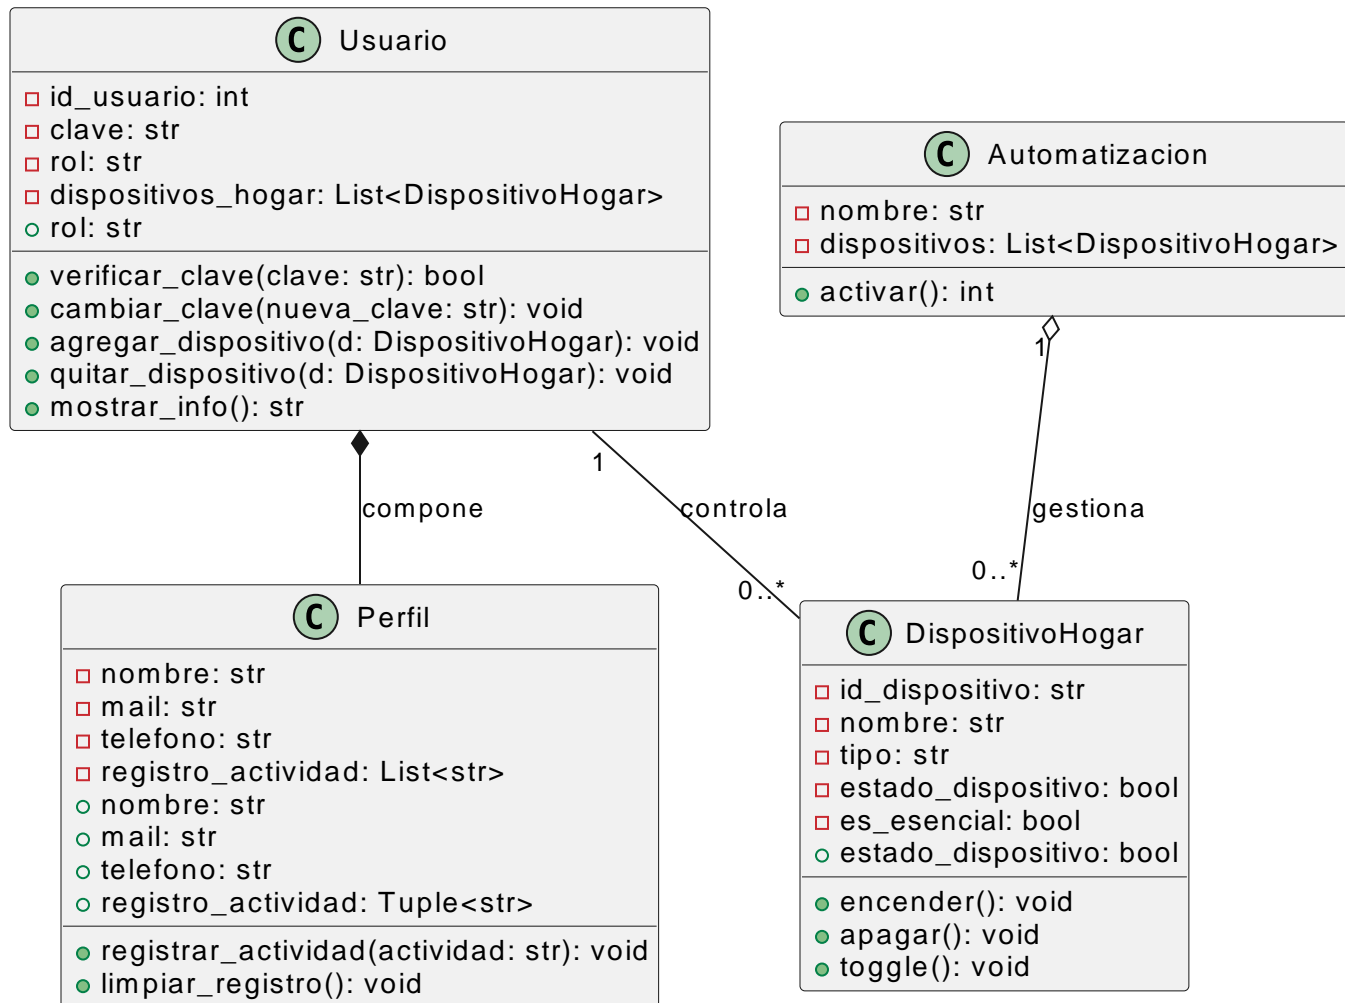 C Usuario
id_usuario: int
clave: str
rol: str
dispositivos_hogar: List<DispositivoHogar>
rol: str
verificar_clave(clave: str): bool
cambiar_clave(nueva_clave: str): void
agregar_dispositivo(d: DispositivoHogar): void
quitar_dispositivo(d: DispositivoHogar): void
mostrar_info(): str
C Automatizacion
nombre: str
dispositivos: List<DispositivoHogar>
activar(): int
compone
1
controla
0..*
1
gestiona
0..*
C Perfil
nombre: str
mail: str
telefono: str
registro_actividad: List<str>
nombre: str
mail: str
telefono: str
registro_actividad: Tuple<str>
registrar_actividad(actividad: str): void
limpiar_registro(): void
C DispositivoHogar
id_dispositivo: str
nombre: str
tipo: str
estado_dispositivo: bool
es_esencial: bool
estado_dispositivo: bool
encender(): void
apagar(): void
toggle(): void